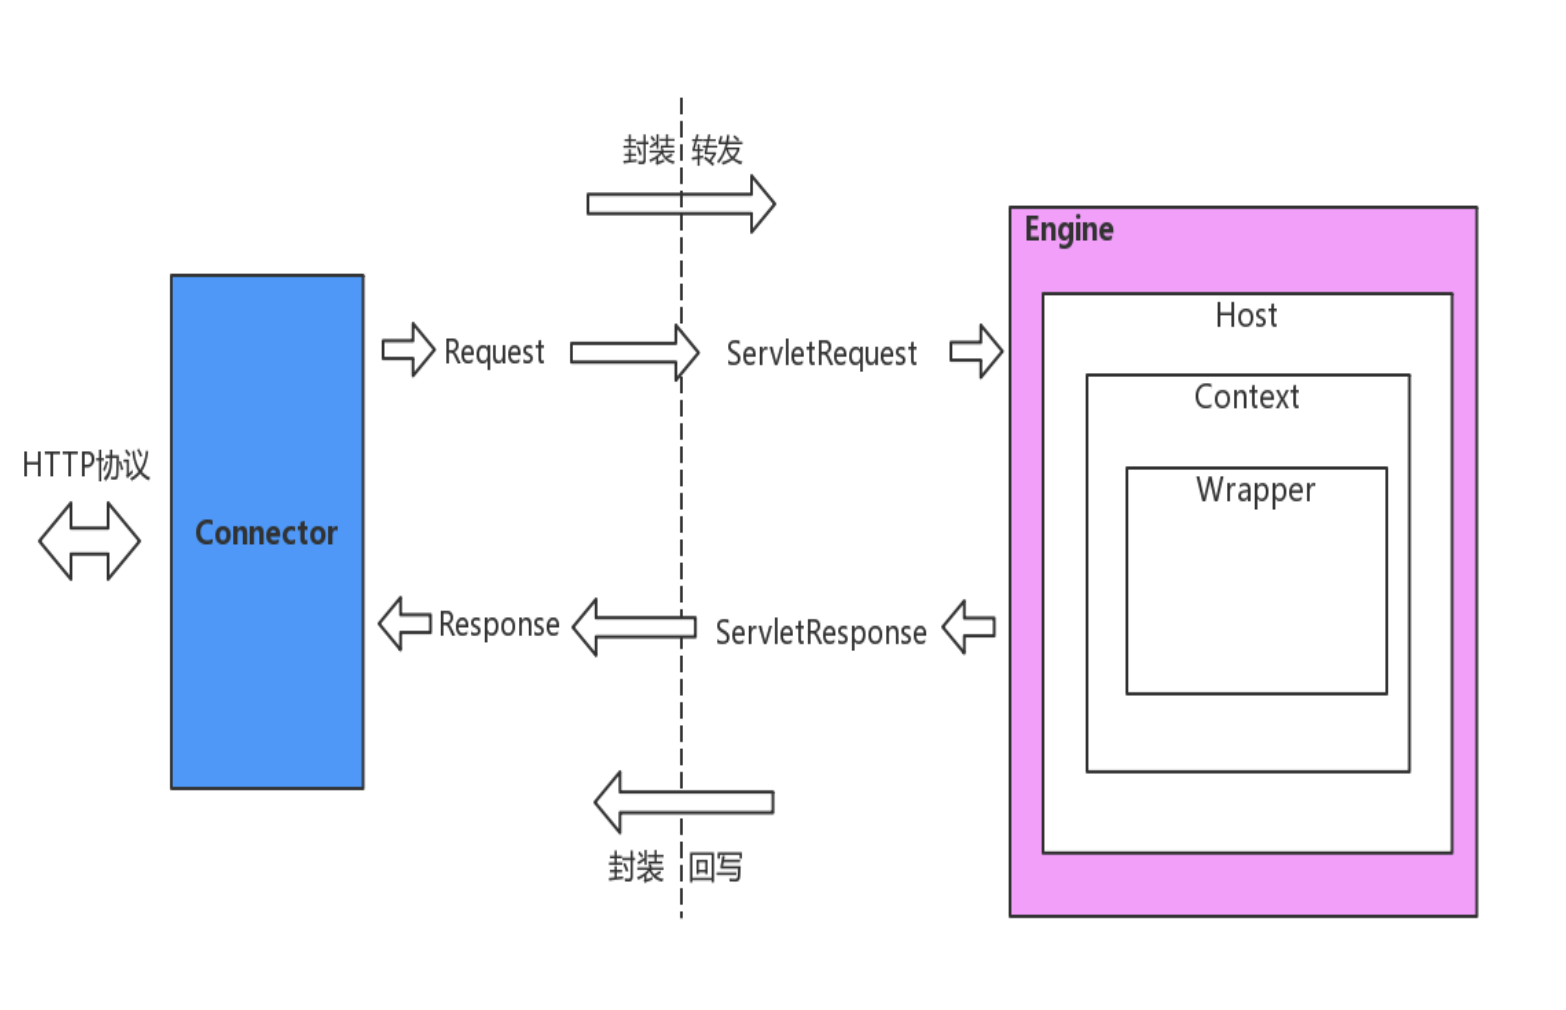 封装 转发
Engine
Host
Request
ServletRequest
Context
HTTP协议
Wrapper
Connector
Response
ServletResponse
封装 回写